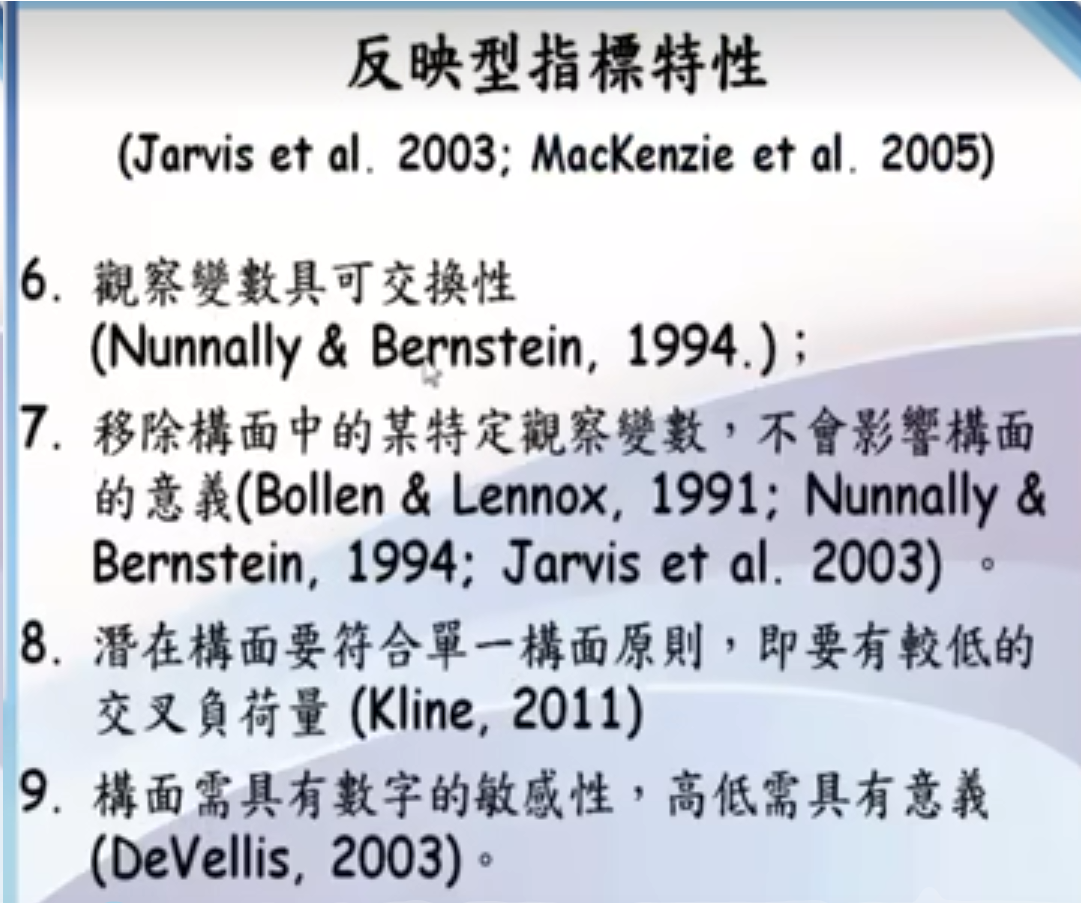 反映型指標特性
(Jarvis et al. 2003; MacKenzie et al. 2005)
6. 觀察變數具可交換性
(Nunnally & Bernstein, 1994.)；
7. 移除構面中的某特定觀察變數，不會影響構面
的意義(Bollen & Lennox, 1991; Nunnally &
Bernstein, 1994; Jarvis et al. 2003) 。
8. 潛在構面要符合單一構面原則，即要有較低的
交叉負荷量 (Kline, 2011)
9. 構面需具有數字的敏感性，高低需具有意義
(DeVellis, 2003)。